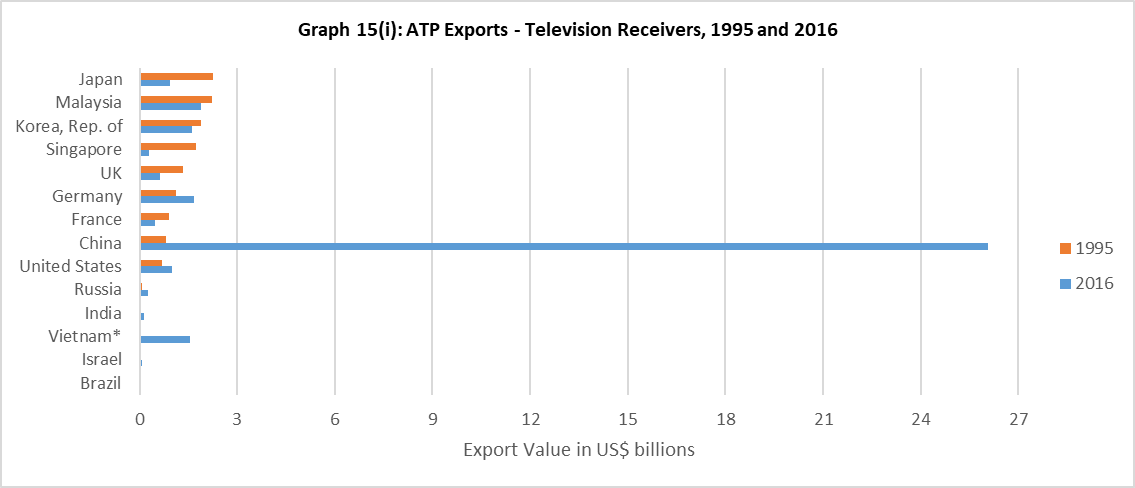 Graph 15(i): ATP Exports - Television Receivers, 1995 and 2016
Japan
Malaysia
Korea, Rep. of
Singapore
UK
Germany
France
China
United States
Russia
India
Vietnam*
Israel
Brazil
1995
2016
0 3 6 9 12 15 18 21 24 27
Export Value in US$ billions